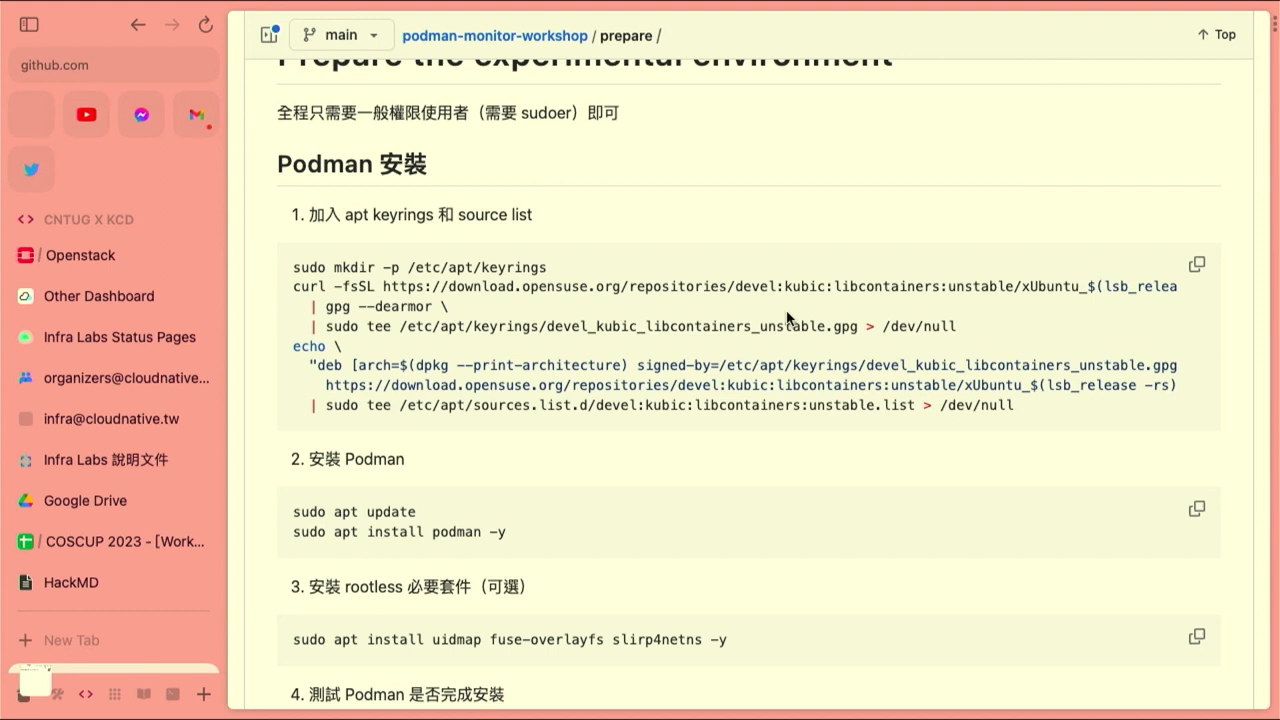 github.com
CNTUG X KCD
/ Openstack
Other Dashboard
Infra Labs Status Pages
organizers@cloudnative...
infra@cloudnative.tw
Infra Labs 說明文件
Google Drive
/ COSCUP 2023 - [Work...
HackMD
New Tab
main
podman-monitor-workshop / prepare /
Top
Prepare the experimental environment
全程只需要一般權限使用者（需要 sudoer）即可
Podman 安裝
1. 加入 apt keyrings 和 source list
sudo mkdir -p /etc/apt/keyrings
curl -fsSL https://download.opensuse.org/repositories/devel:kubic:libcontainers:unstable/xUbuntu_$(lsb_relea
| gpg --dearmor \
| sudo tee /etc/apt/keyrings/devel_kubic_libcontainers_unstable.gpg > /dev/null
echo \
"deb [arch=$(dpkg --print-architecture) signed-by=/etc/apt/keyrings/devel_kubic_libcontainers_unstable.gpg
https://download.opensuse.org/repositories/devel:kubic:libcontainers:unstable/xUbuntu_$(lsb_release -rs)
| sudo tee /etc/apt/sources.list.d/devel:kubic:libcontainers:unstable.list > /dev/null
2. 安裝 Podman
sudo apt update
sudo apt install podman -y
3. 安裝 rootless 必要套件（可選）
sudo apt install uidmap fuse-overlayfs slirp4netns -y
4. 測試 Podman 是否完成安裝